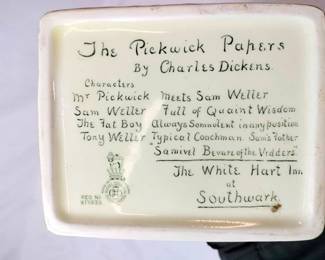 The Pickwick Papers
By Charles Dickens.
Characters
Mr Pickwick Meets Sam Weller
Sam Weller Full of Quaint Wisdom
The Fat Boy Always Somnolent in any position
Tony Weller Typical Coachman Sam's Father
"Samivel Beware of the Vidders"
The White Hart Inn
at
Southwark.
REG NO